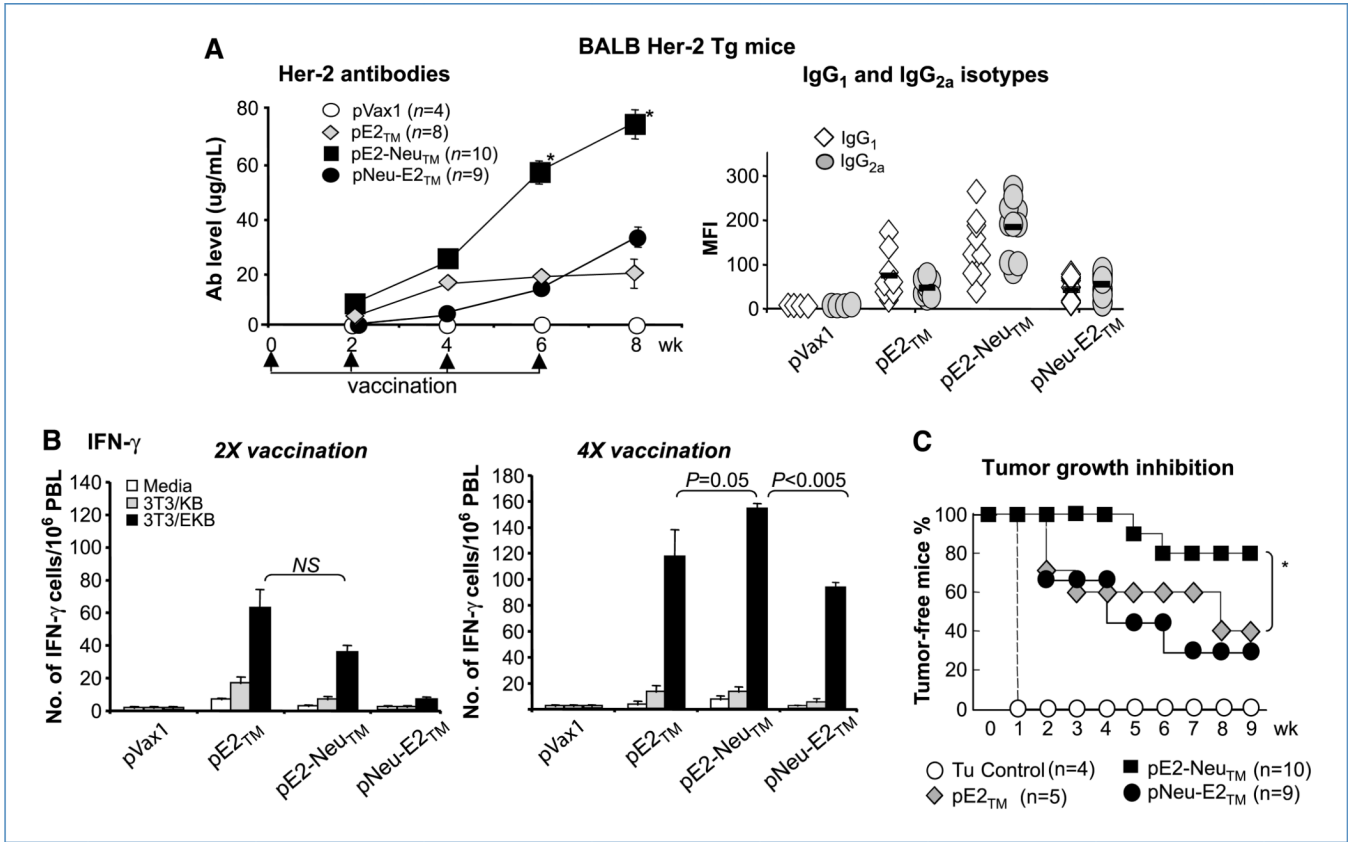 A
BALB Her-2 Tg mice
Her-2 antibodies
pVax1 (n=4)
pE2TM (n=8)
pE2-NeuTM (n=10)
pNeu-E2TM (n=9)
Ab level (ug/mL)
80
60
40
20
0
*
*
0 2 4 6 8 wk
vaccination
IgG1 and IgG2a isotypes
IgG1
IgG2a
MFI
300
200
100
0
pVax1
pE2TM
pE2-NeuTM
pNeu-E2TM
B IFN-γ
2X vaccination
No. of IFN-γ cells/10⁶ PBL
140
120
100
80
60
40
20
0
Media
3T3/KB
3T3/EKB
NS
pVax1
pE2TM
pE2-NeuTM
pNeu-E2TM
4X vaccination
No. of IFN-γ cells/10⁶ PBL
180
160
140
120
100
80
60
40
20
P=0.05
P<0.005
pVax1
pE2TM
pE2-NeuTM
pNeu-E2TM
C
Tumor growth inhibition
Tumor-free mice %
100
80
60
40
20
0
*
0 1 2 3 4 5 6 7 8 9 wk
Tu Control (n=4)
pE2TM (n=5)
pE2-NeuTM (n=10)
pNeu-E2TM (n=9)